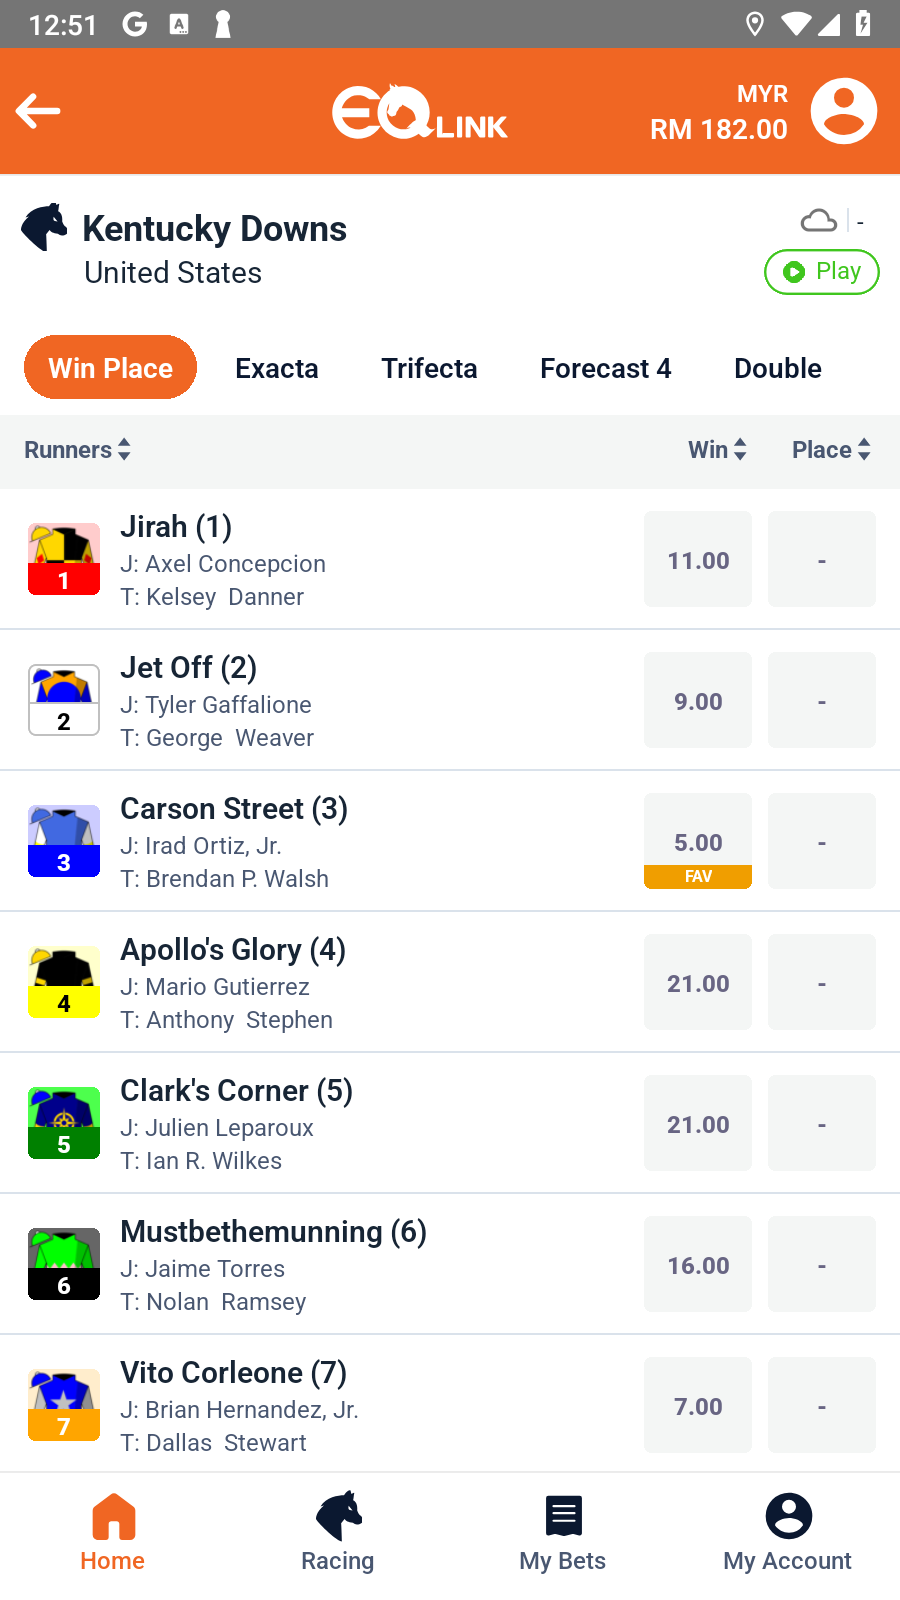 12:51
EQ LINK
MYR
RM 182.00
Kentucky Downs
-
United States
Play
Win Place Exacta Trifecta Forecast 4 Double
Runners Win Place
Jirah (1)
J: Axel Concepcion
T: Kelsey Danner
1
11.00
-
Jet Off (2)
J: Tyler Gaffalione
T: George Weaver
2
9.00
-
Carson Street (3)
J: Irad Ortiz, Jr.
T: Brendan P. Walsh
3
5.00
FAV
-
Apollo's Glory (4)
J: Mario Gutierrez
T: Anthony Stephen
4
21.00
-
Clark's Corner (5)
J: Julien Leparoux
T: Ian R. Wilkes
5
21.00
-
Mustbethemunning (6)
J: Jaime Torres
T: Nolan Ramsey
6
16.00
-
Vito Corleone (7)
J: Brian Hernandez, Jr.
T: Dallas Stewart
7
7.00
-
Home Racing My Bets My Account